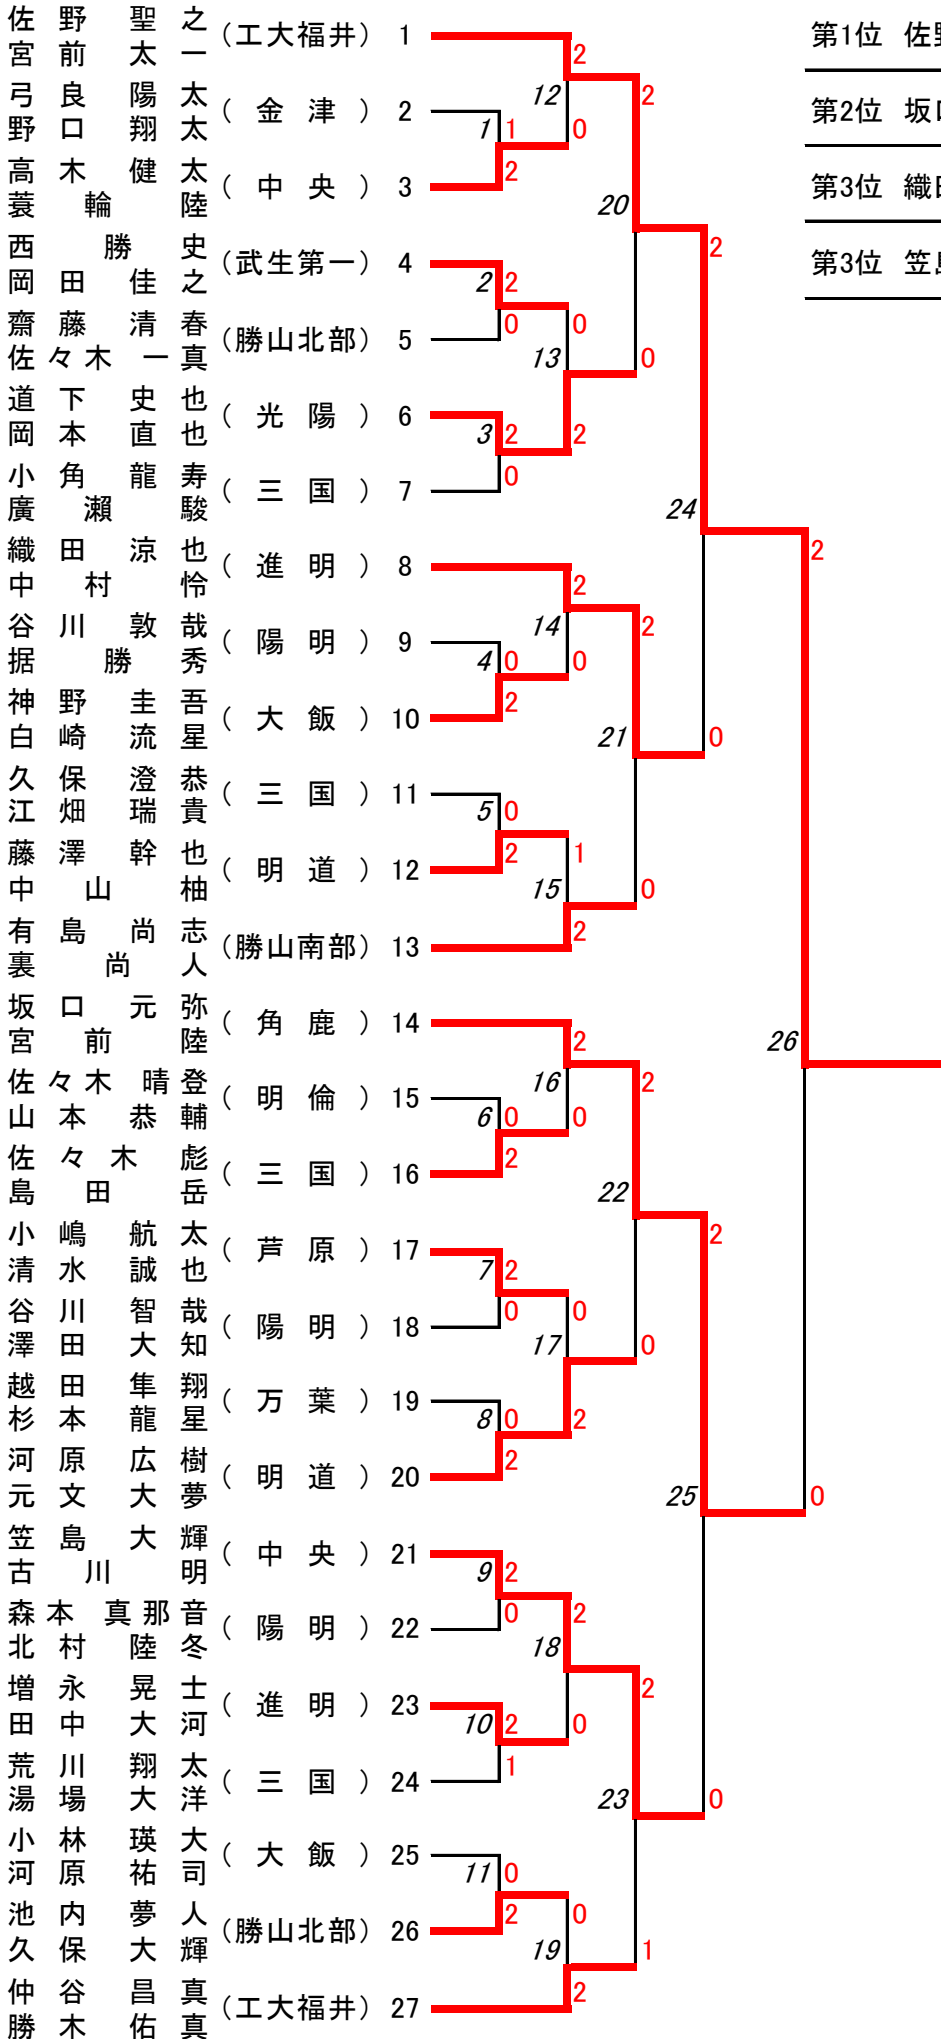 佐野聖之
宮前太一
(工大福井) 1
弓良陽太
野口翔太
(金津) 2
高木健太
蓑輪陸
(中央) 3
西勝史
岡田佳之
(武生第一) 4
齋藤清春
佐々木一真
(勝山北部) 5
道下史也
岡本直也
(光陽) 6
小角龍寿
廣瀬駿
(三国) 7
織田涼也
中村怜
(進明) 8
谷川敦哉
据勝秀
(陽明) 9
神野圭吾
白崎流星
(大飯) 10
久保澄恭
江畑瑞貴
(三国) 11
藤澤幹也
中山柚
(明道) 12
有島尚志
裏尚人
(勝山南部) 13
坂口元弥
宮前陸
(角鹿) 14
佐々木晴登
山本恭輔
(明倫) 15
佐々木彪
島田岳
(三国) 16
小嶋航太
清水誠也
(芦原) 17
谷川智哉
澤田大知
(陽明) 18
越田隼翔
杉本龍星
(万葉) 19
河原広樹
元文大夢
(明道) 20
笠島大輝
古川明
(中央) 21
森本真那音
北村陸冬
(陽明) 22
増永晃士
田中大河
(進明) 23
荒川翔太
湯場大洋
(三国) 24
小林瑛大
河原祐司
(大飯) 25
池内夢人
久保大輝
(勝山北部) 26
仲谷昌真
勝木佑真
(工大福井) 27
1 1 2
2 2 0
3 2 0
4 0 2
5 0 2
6 0 2
7 2 0
8 0 2
9 2 0
10 2 1
11 0 2
12 2 0
13 0 2
14 2 0
15 1 2
16 2 0
17 0 2
18 2 0
19 0 2
20 2 0
21 2 0
22 2 0
23 2 1
24 2 0
25 2 0
26 2 0
第1位 佐野
第2位 坂口
第3位 織田
第3位 笠島